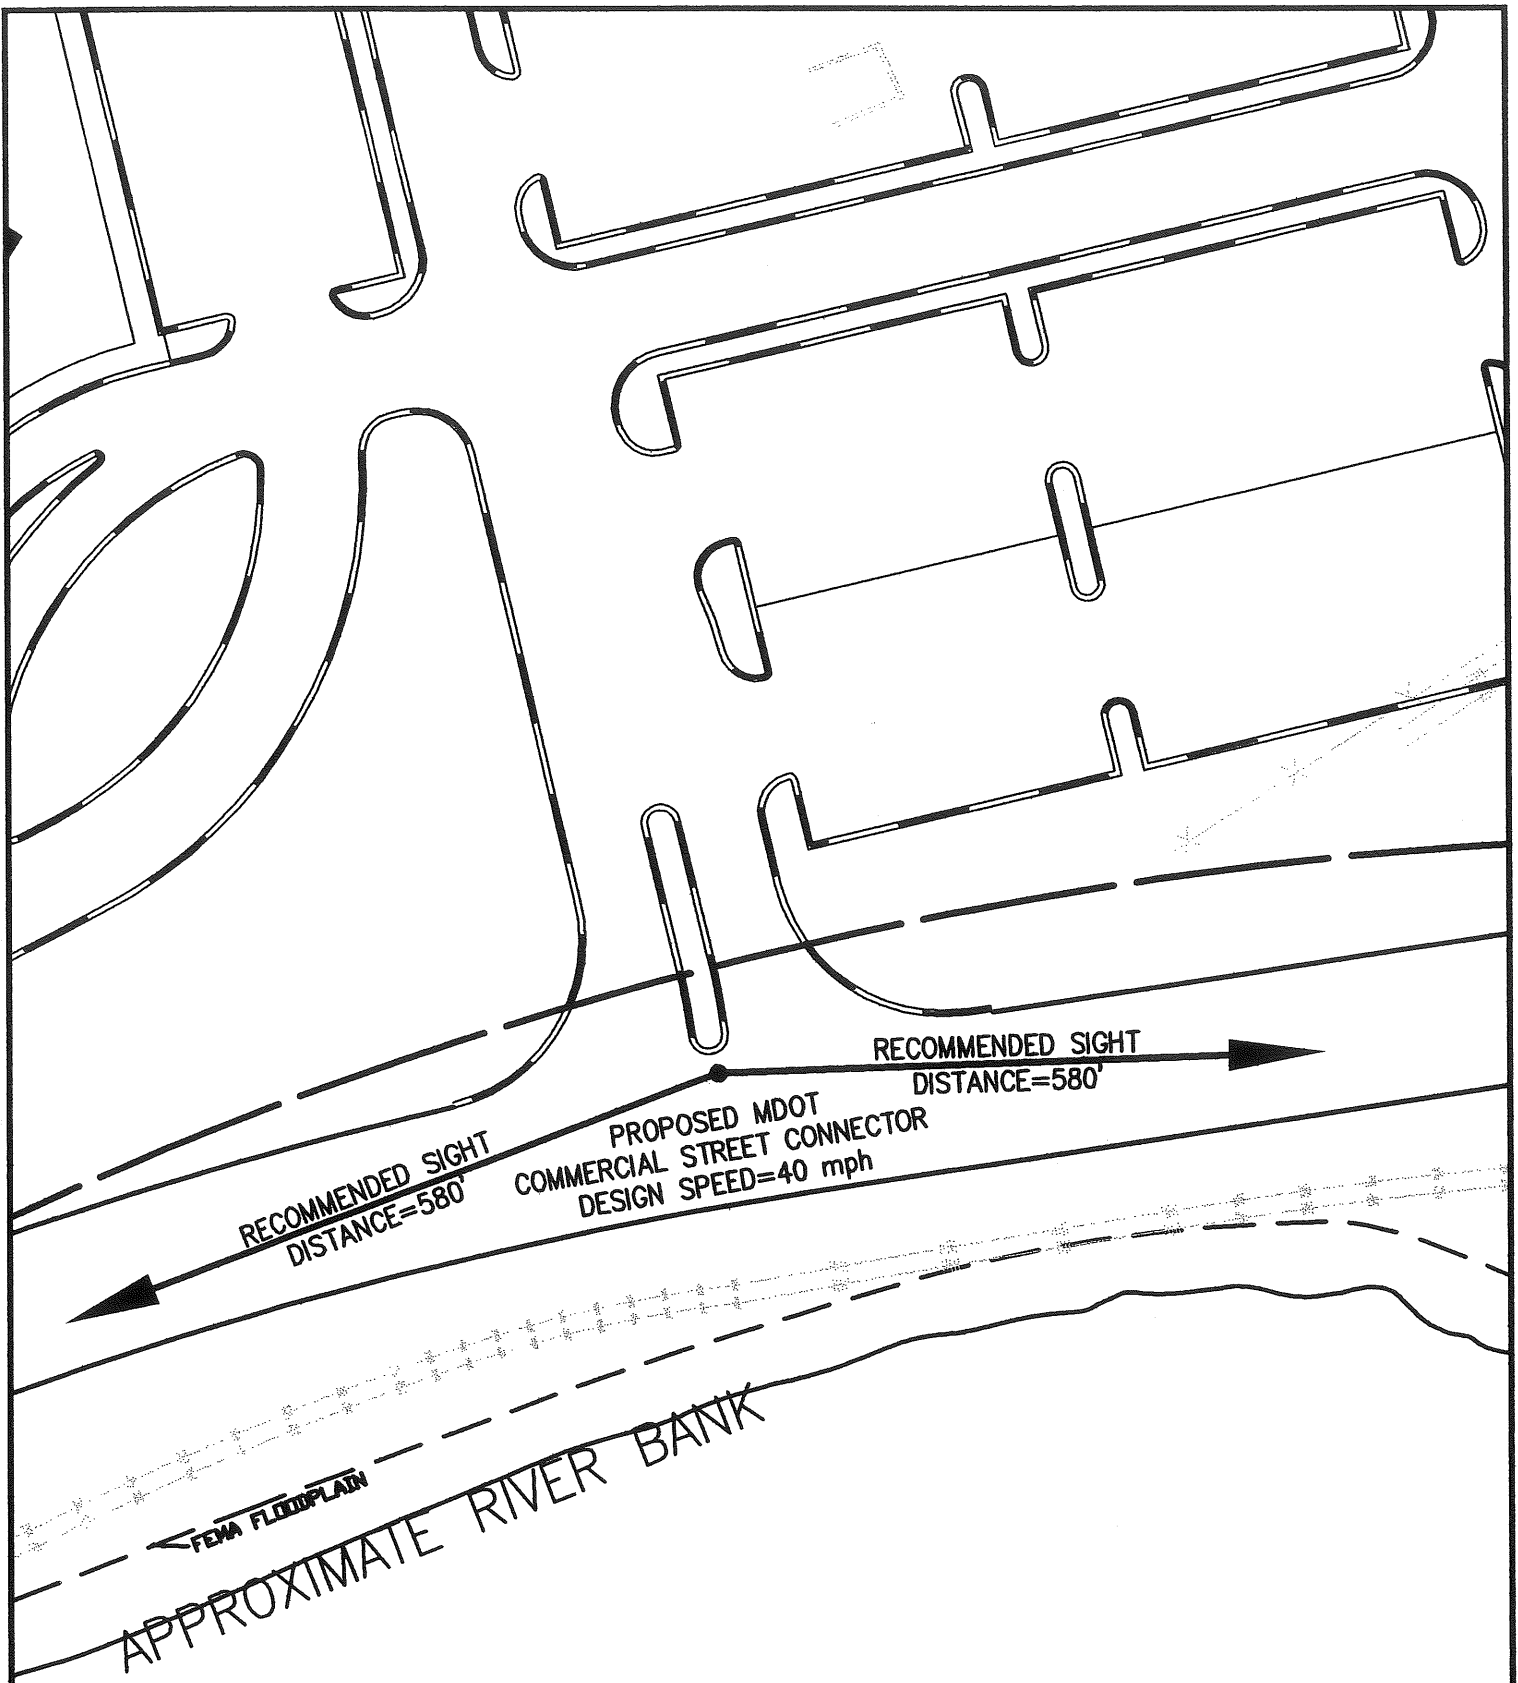 RECOMMENDED SIGHT
DISTANCE=580'
PROPOSED MDOT
COMMERCIAL STREET CONNECTOR
DESIGN SPEED=40 mph
RECOMMENDED SIGHT
DISTANCE=580'
FEMA FLOODPLAIN
APPROXIMATE RIVER BANK